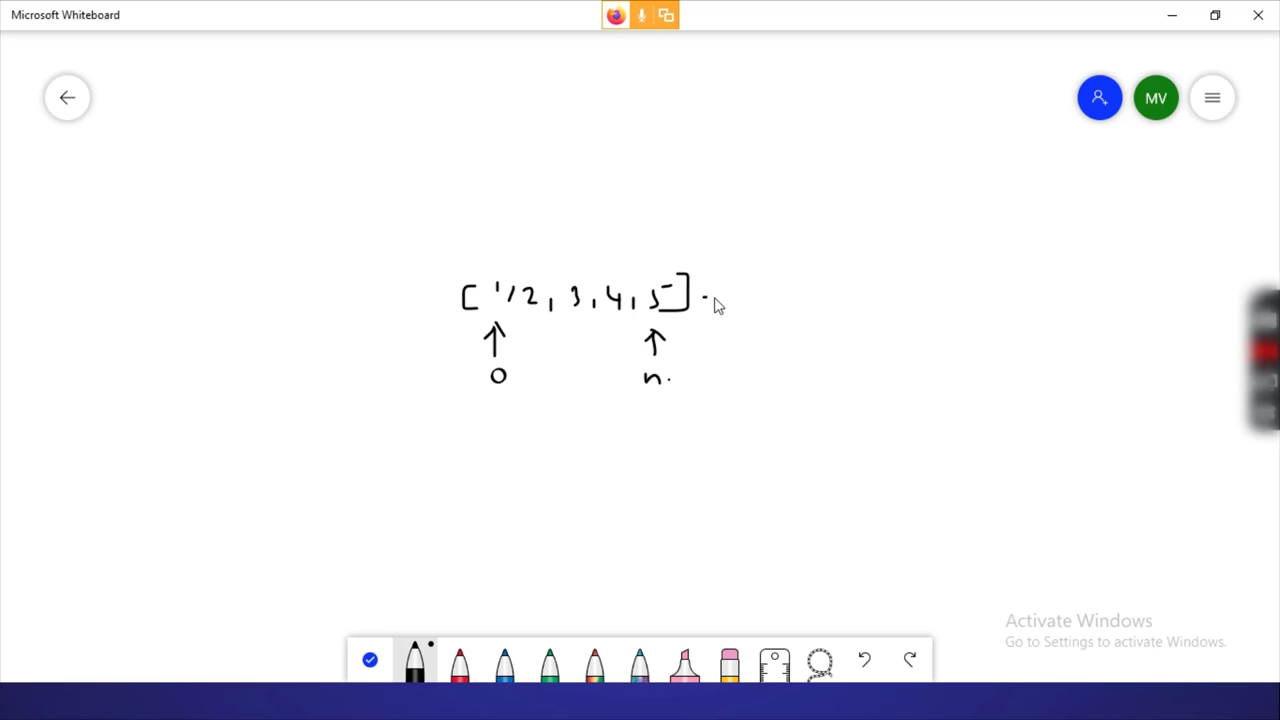 Microsoft Whiteboard
MV
[ 1, 2, 3, 4, 5 ] -
0 n.
Activate Windows
Go to Settings to activate Windows.